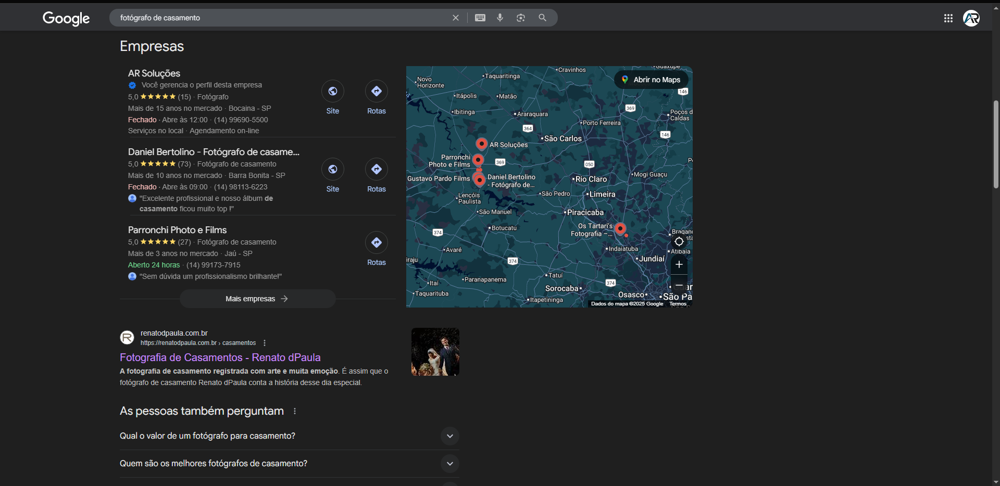 Google
fotógrafo de casamento
Empresas
AR Soluções
Você gerencia o perfil desta empresa
5,0 ★★★★★ (15) · Fotógrafo
Mais de 15 anos no mercado · Bocaina - SP
Fechado · Abre às 12:00 · (14) 99690-5500
Serviços no local · Agendamento on-line
Site
Rotas
Daniel Bertolino - Fotógrafo de casame...
5,0 ★★★★★ (73) · Fotógrafo de casamento
Mais de 10 anos no mercado · Barra Bonita - SP
Fechado · Abre às 09:00 · (14) 98113-6223
"Excelente profissional e nosso álbum de
casamento ficou muito top !"
Site
Rotas
Parronchi Photo e Films
5,0 ★★★★★ (27) · Fotógrafo de casamento
Mais de 3 anos no mercado · Jaú - SP
Aberto 24 horas · (14) 99173-7915
"Sem dúvida um profissionalismo brilhante!"
Rotas
Mais empresas
Abrir no Maps
Cravinhos
Guaxupé
Novo
Horizonte
Taquaritinga
146
Itápolis
Matão
369
Ibitinga
Araraquara
Poços d
Caldas
Porto Ferreira
364
146
São Carlos
AR Soluções
Parronchi
Photo e Films
369
050
Mogi Guaçu
Gustavo Pardo Films
Daniel Bertolino
- Fotógrafo de...
Rio Claro
Lençóis
Paulista
São Pedro
Limeira
São Manuel
Piracicaba
Os Tartari's
Fotografia –...
374
Botucatu
Bragan
Avaré
Indaiatuba
Atibaia
iraju
374
Jundiaí
Tatuí
Itaí
Paranapanema
374
Sorocaba
Taquarituba
Osasco
São Pa
Itapetininga
Dados do mapa ©2025 Google
Termos
renatodpaula.com.br
https://renatodpaula.com.br › casamentos
Fotografia de Casamentos - Renato dPaula
A fotografia de casamento registrada com arte e muita emoção. É assim que o
fotógrafo de casamento Renato dPaula conta a história desse dia especial.
As pessoas também perguntam
Qual o valor de um fotógrafo para casamento?
Quem são os melhores fotógrafos de casamento?